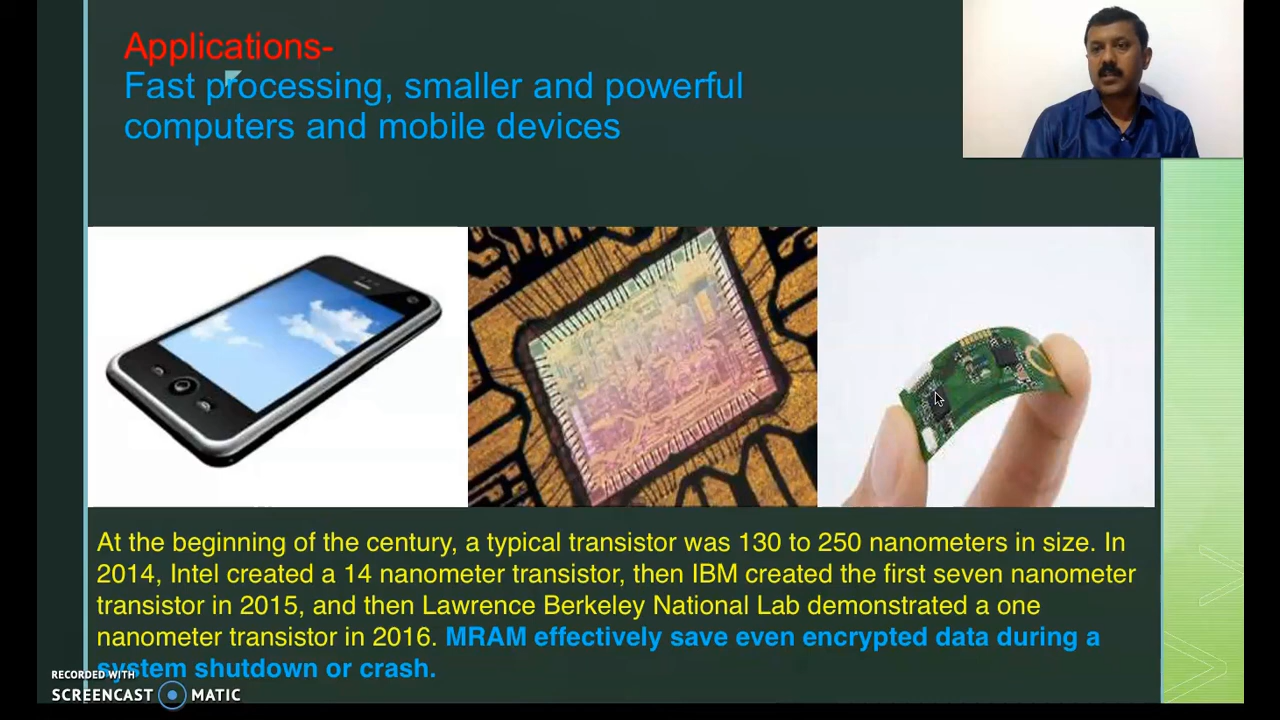 Applications-
Fast processing, smaller and powerful
computers and mobile devices
At the beginning of the century, a typical transistor was 130 to 250 nanometers in size. In
2014, Intel created a 14 nanometer transistor, then IBM created the first seven nanometer
transistor in 2015, and then Lawrence Berkeley National Lab demonstrated a one
nanometer transistor in 2016. MRAM effectively save even encrypted data during a
system shutdown or crash.
RECORDED WITH
SCREENCAST MATIC